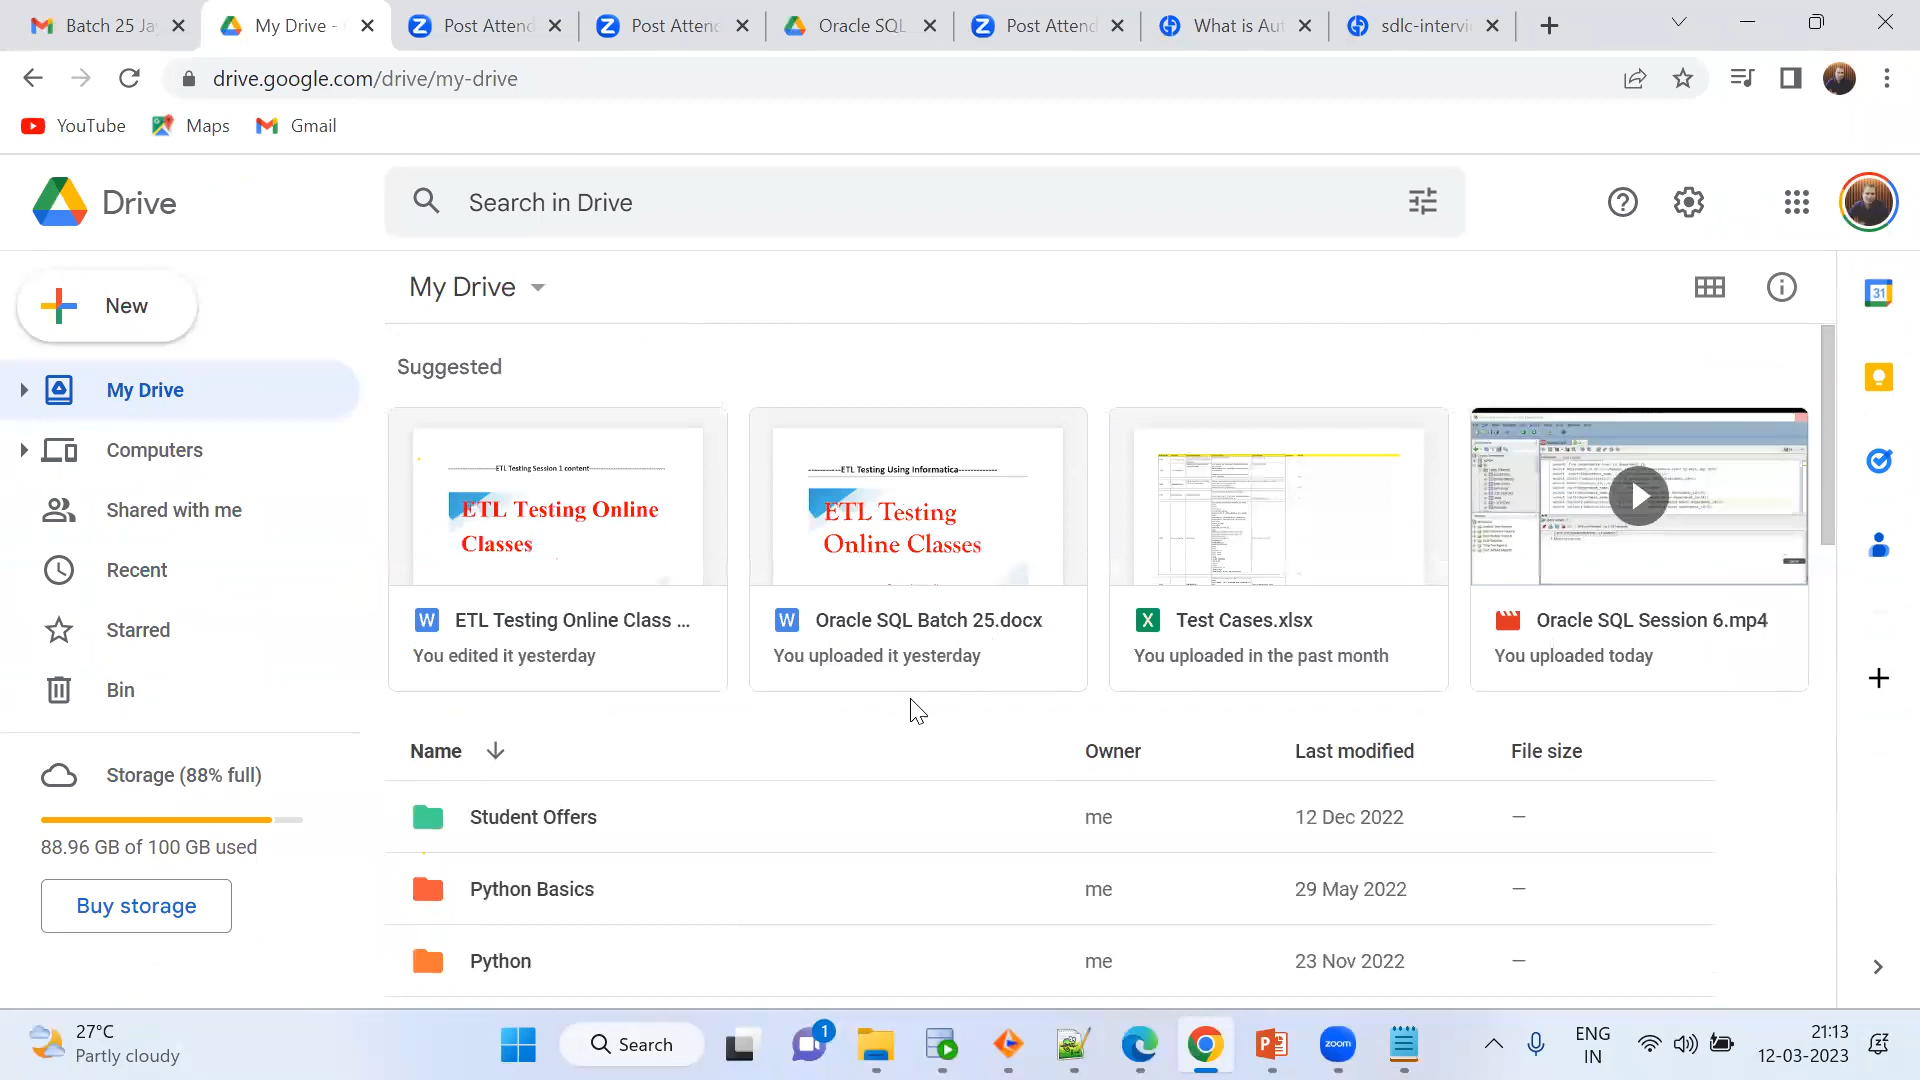 Batch 25 Ja
My Drive -
Post Attend
Post Attend
Oracle SQL
Post Attend
What is Aut
sdlc-intervi
drive.google.com/drive/my-drive
YouTube
Maps
Gmail
Drive
Search in Drive
New
My Drive
Computers
Shared with me
Recent
Starred
Bin
Storage (88% full)
88.96 GB of 100 GB used
Buy storage
My Drive
Suggested
ETL Testing Session 1 content
ETL Testing Online
Classes
ETL Testing Online Class ...
You edited it yesterday
ETL Testing Using Informatica
ETL Testing
Online Classes
Oracle SQL Batch 25.docx
You uploaded it yesterday
Test Cases.xlsx
You uploaded in the past month
Oracle SQL Session 6.mp4
You uploaded today
Name Owner Last modified File size
Student Offers me 12 Dec 2022 —
Python Basics me 29 May 2022 —
Python me 23 Nov 2022 —
31
27°C
Partly cloudy
Search
1
zoom
ENG
IN
21:13
12-03-2023